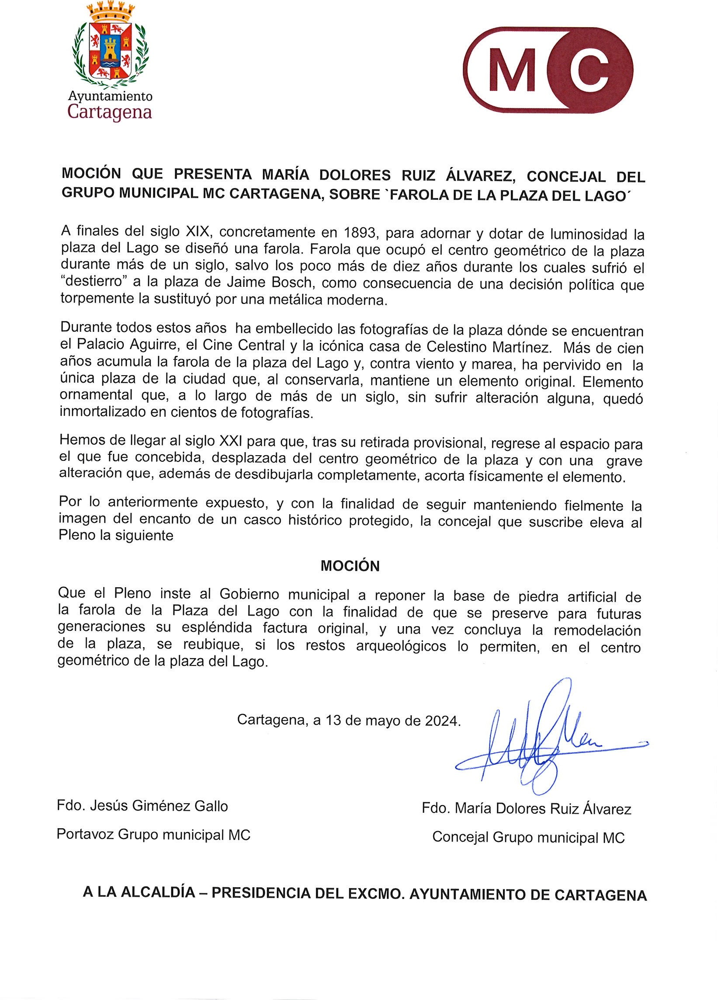 Ayuntamiento
Cartagena
MC
MOCIÓN QUE PRESENTA MARÍA DOLORES RUIZ ÁLVAREZ, CONCEJAL DEL
GRUPO MUNICIPAL MC CARTAGENA, SOBRE `FAROLA DE LA PLAZA DEL LAGO´
A finales del siglo XIX, concretamente en 1893, para adornar y dotar de luminosidad la
plaza del Lago se diseñó una farola. Farola que ocupó el centro geométrico de la plaza
durante más de un siglo, salvo los poco más de diez años durante los cuales sufrió el
“destierro” a la plaza de Jaime Bosch, como consecuencia de una decisión política que
torpemente la sustituyó por una metálica moderna.
Durante todos estos años  ha embellecido las fotografías de la plaza dónde se encuentran
el Palacio Aguirre, el Cine Central y la icónica casa de Celestino Martínez.  Más de cien
años acumula la farola de la plaza del Lago y, contra viento y marea, ha pervivido en  la
única plaza de la ciudad que, al conservarla, mantiene un elemento original. Elemento
ornamental que, a lo largo de más de un siglo, sin sufrir alteración alguna, quedó
inmortalizado en cientos de fotografías.
Hemos de llegar al siglo XXI para que, tras su retirada provisional, regrese al espacio para
el que fue concebida, desplazada del centro geométrico de la plaza y con una  grave
alteración que, además de desdibujarla completamente, acorta físicamente el elemento.
Por lo anteriormente expuesto, y con la finalidad de seguir manteniendo fielmente la
imagen del encanto de un casco histórico protegido, la concejal que suscribe eleva al
Pleno la siguiente
MOCIÓN
Que el Pleno inste al Gobierno municipal a reponer la base de piedra artificial de
la farola de la Plaza del Lago con la finalidad de que se preserve para futuras
generaciones su espléndida factura original, y una vez concluya la remodelación
de la plaza, se reubique, si los restos arqueológicos lo permiten, en el centro
geométrico de la plaza del Lago.
Cartagena, a 13 de mayo de 2024.
Fdo. Jesús Giménez Gallo
Fdo. María Dolores Ruiz Álvarez
Portavoz Grupo municipal MC
Concejal Grupo municipal MC
A LA ALCALDÍA – PRESIDENCIA DEL EXCMO. AYUNTAMIENTO DE CARTAGENA